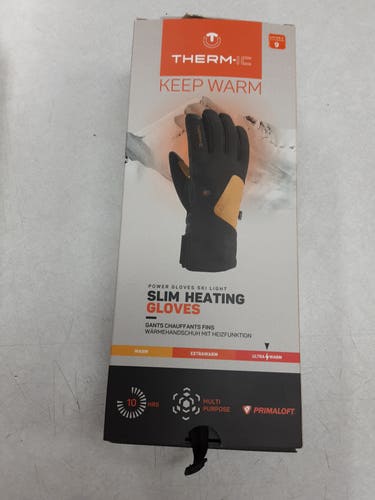 THERM-IC
9
KEEP WARM
POWER GLOVES SKI LIGHT
SLIM HEATING
GLOVES
GANTS CHAUFFANTS FINS
WÄRMEHANDSCHUH MIT HEIZFUNKTION
WARM EXTRAWARM ULTRA WARM
10 HRS
MULTI
PURPOSE
PRIMALOFT